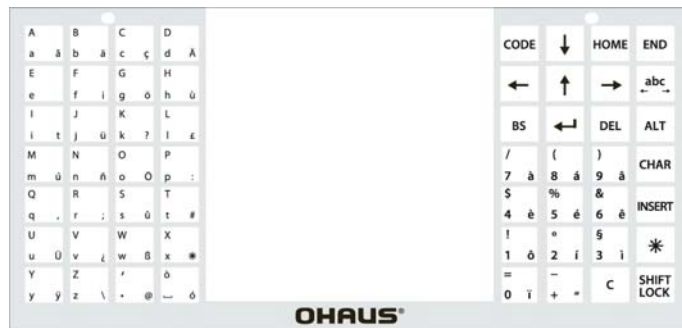 A B C D
a ã b ä c ç d Ä
E F G H
e f i g ö h ù
I J K L
i t j ü k ? l £
M N O P
m ú n ñ o Ö p :
Q R S T
q . r ; s û t #
U V W X
u Ü v ¿ w ß x
Y Z ' ò
y ÿ z \ . @ ó
CODE ↓ HOME END
← ↑ → abc
BS ↵ DEL ALT
/ ( ) CHAR
7 à 8 á 9 â
$ % & INSERT
4 è 5 é 6 ê
! ° § *
1 ô 2 í 3 ì
= – C SHIFT LOCK
0 ï + "
OHAUS®